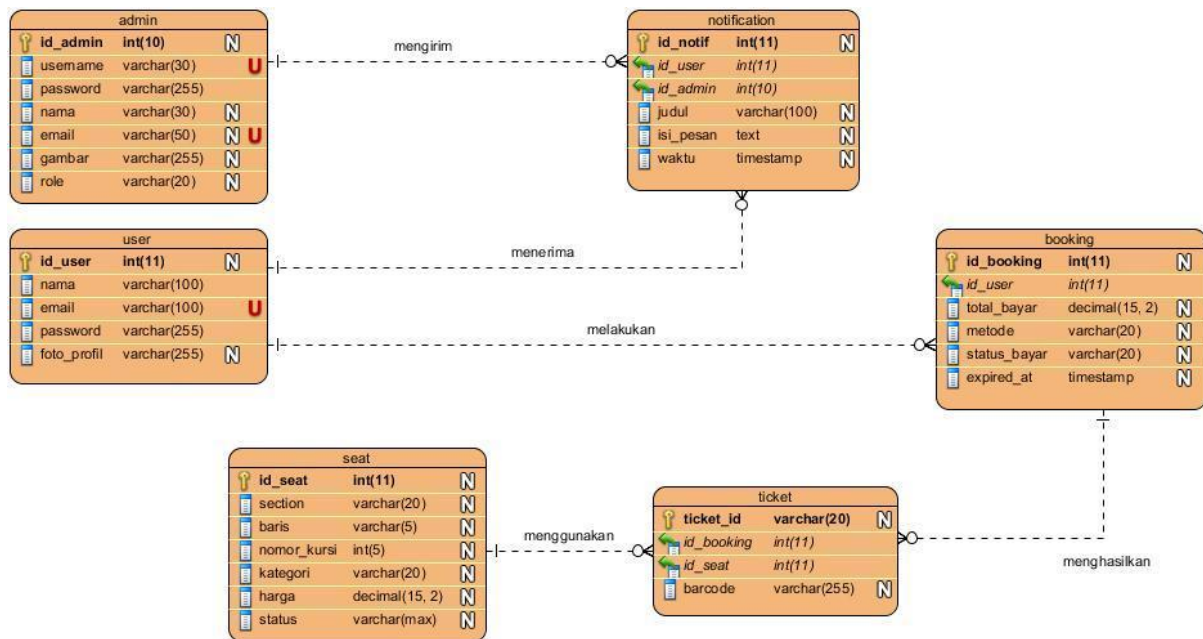 admin
id_admin int(10) N
username varchar(30) U
password varchar(255)
nama varchar(30) N
email varchar(50) N U
gambar varchar(255) N
role varchar(20) N
mengirim
notification
id_notif int(11) N
id_user int(11)
id_admin int(10)
judul varchar(100) N
isi_pesan text N
waktu timestamp N
user
id_user int(11) N
nama varchar(100)
email varchar(100) U
password varchar(255)
foto_profil varchar(255) N
menerima
melakukan
booking
id_booking int(11) N
id_user int(11)
total_bayar decimal(15, 2) N
metode varchar(20) N
status_bayar varchar(20) N
expired_at timestamp N
seat
id_seat int(11) N
section varchar(20) N
baris varchar(5) N
nomor_kursi int(5) N
kategori varchar(20) N
harga decimal(15, 2) N
status varchar(max) N
menggunakan
ticket
ticket_id varchar(20) N
id_booking int(11)
id_seat int(11)
barcode varchar(255) N
menghasilkan